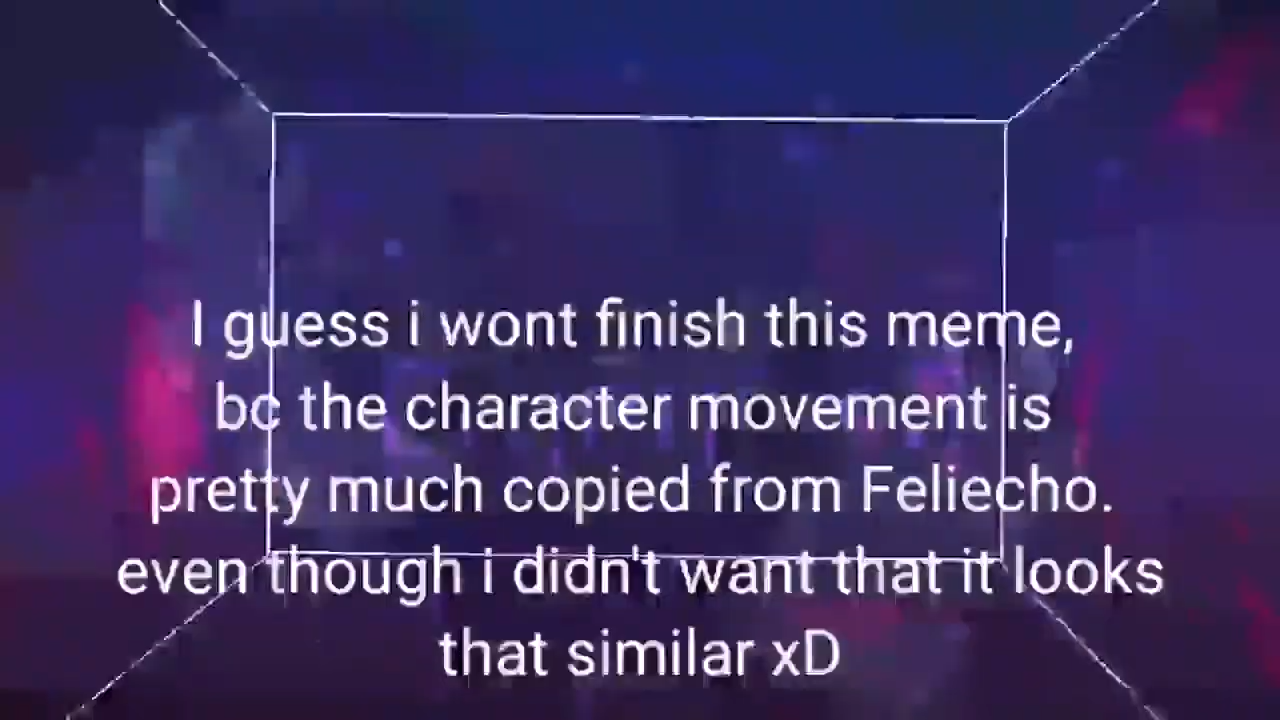 I guess i wont finish this meme,
bc the character movement is
pretty much copied from Feliecho.
even though i didn't want that it looks
that similar xD